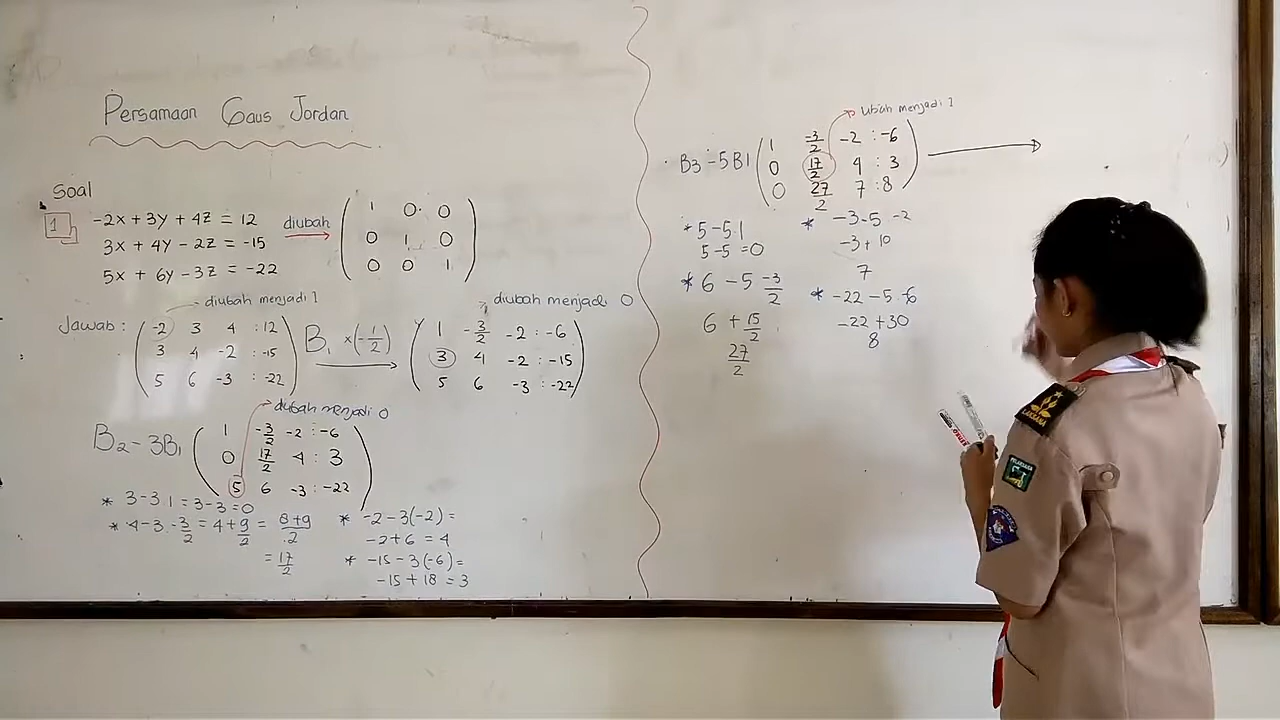 Persamaan Gaus Jordan
Soal
1
-2x + 3y + 4z = 12
3x + 4y - 2z = -15
5x + 6y - 3z = -22
diubah
1 0 0
0 1 0
0 0 1
diubah menjadi 1
Jawab :
-2 3 4 : 12
3 4 -2 : -15
5 6 -3 : -22
B1 × (-1/2)
diubah menjadi 0
1 -3/2 -2 : -6
3 4 -2 : -15
5 6 -3 : -22
diubah menjadi 0
B2 - 3B1
1 -3/2 -2 : -6
0 17/2 4 : 3
5 6 -3 : -22
* 3-3.1 = 3-3 = 0
* 4-3.-3/2 = 4 + 9/2 = 8+9/2
= 17/2
* -2-3(-2) =
-2+6 = 4
* -15-3(-6) =
-15+18 = 3
ubah menjadi 1
B3 - 5B1
1 -3/2 -2 : -6
0 17/2 4 : 3
0 27/2 7 : 8
* 5-5.1
5-5 = 0
* 6 - 5 -3/2
6 + 15/2
27/2
* -3-5 -2
-3+10
7
* -22-5.-6
-22+30
8
LAKSANA